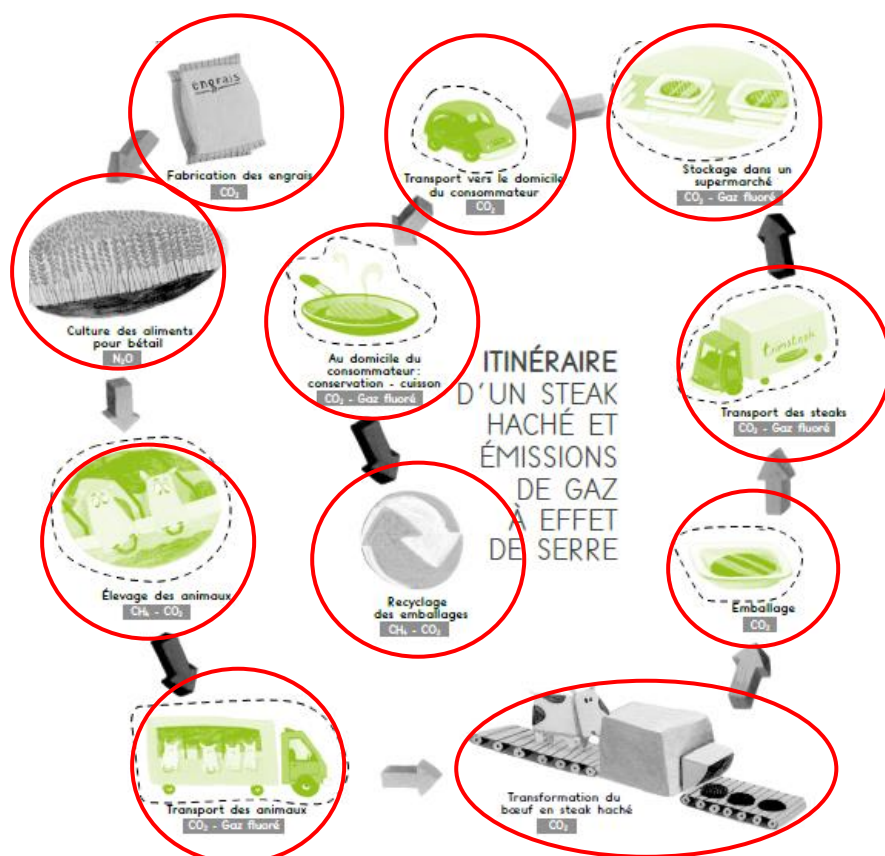 engrais
Fabrication des engrais
CO₂
Culture des aliments
pour bétail
N₂O
Élevage des animaux
CH₄ - CO₂
Transport des animaux
CO₂ - Gaz fluoré
Transformation du
bœuf en steak haché
CO₂
Emballage
CO₂
Transport des steaks
CO₂ - Gaz fluoré
Stockage dans un
supermarché
CO₂ - Gaz fluoré
Transport vers le domicile
du consommateur
CO₂
Au domicile du
consommateur :
conservation - cuisson
CO₂ - Gaz fluoré
Recyclage
des emballages
CH₄ - CO₂
ITINÉRAIRE
D'UN STEAK
HACHÉ ET
ÉMISSIONS
DE GAZ
À EFFET
DE SERRE